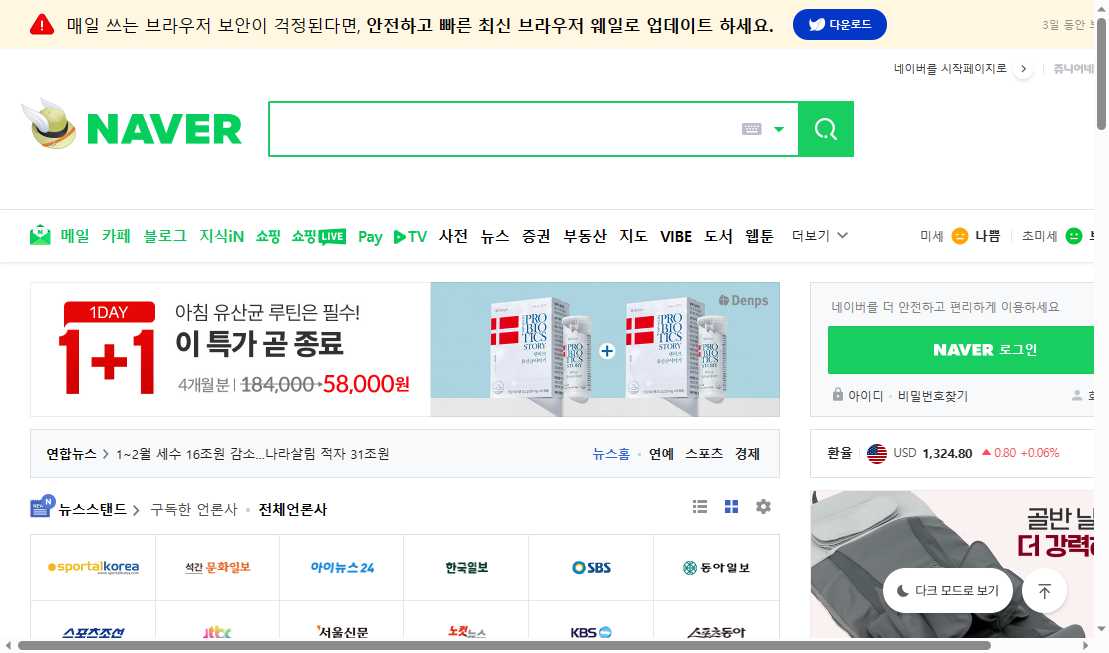 매일 쓰는 브라우저 보안이 걱정된다면, 안전하고 빠른 최신 브라우저 웨일로 업데이트 하세요. 다운로드 3일 동안
네이버를 시작페이지로 쥬니어네
NAVER
메일 카페 블로그 지식iN 쇼핑 쇼핑LIVE Pay TV 사전 뉴스 증권 부동산 지도 VIBE 도서 웹툰 더보기 미세 나쁨 초미세
1DAY
1+1
아침 유산균 루틴은 필수!
이 특가 곧 종료
4개월분 | 184,000 58,000원
Denps
PROBIOTICS STORY + PROBIOTICS STORY
네이버를 더 안전하고 편리하게 이용하세요
NAVER 로그인
아이디 · 비밀번호찾기
연합뉴스 > 1~2월 세수 16조원 감소…나라살림 적자 31조원 뉴스홈 · 연예 스포츠 경제
환율 USD 1,324.80 0.80 +0.06%
NEW N 뉴스스탠드 > 구독한 언론사 · 전체언론사
sportalkorea 석간 문화일보 아이뉴스24 한국일보 SBS 동아일보
스포츠조선 jtbc 서울신문 노컷뉴스 KBS 스포츠동아
골반
더 강력
다크 모드로 보기